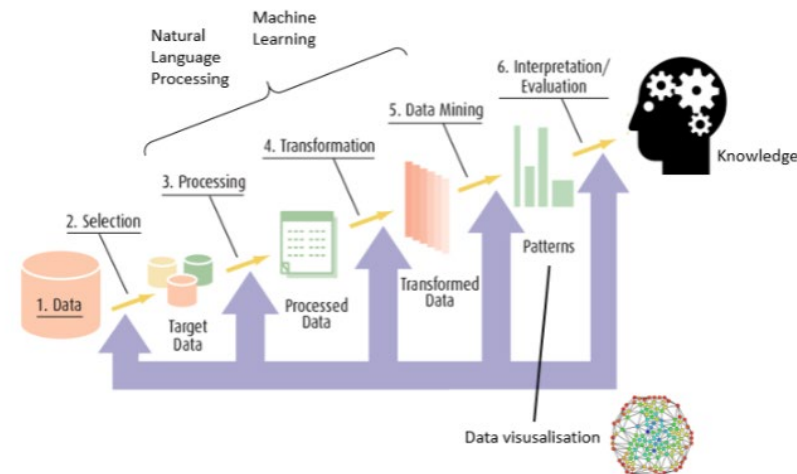 Natural
Language
Processing
Machine
Learning
6. Interpretation/
Evaluation
5. Data Mining
Knowledge
4. Transformation
3. Processing
2. Selection
1. Data
Target
Data
Processed
Data
Transformed
Data
Patterns
Data visusalisation